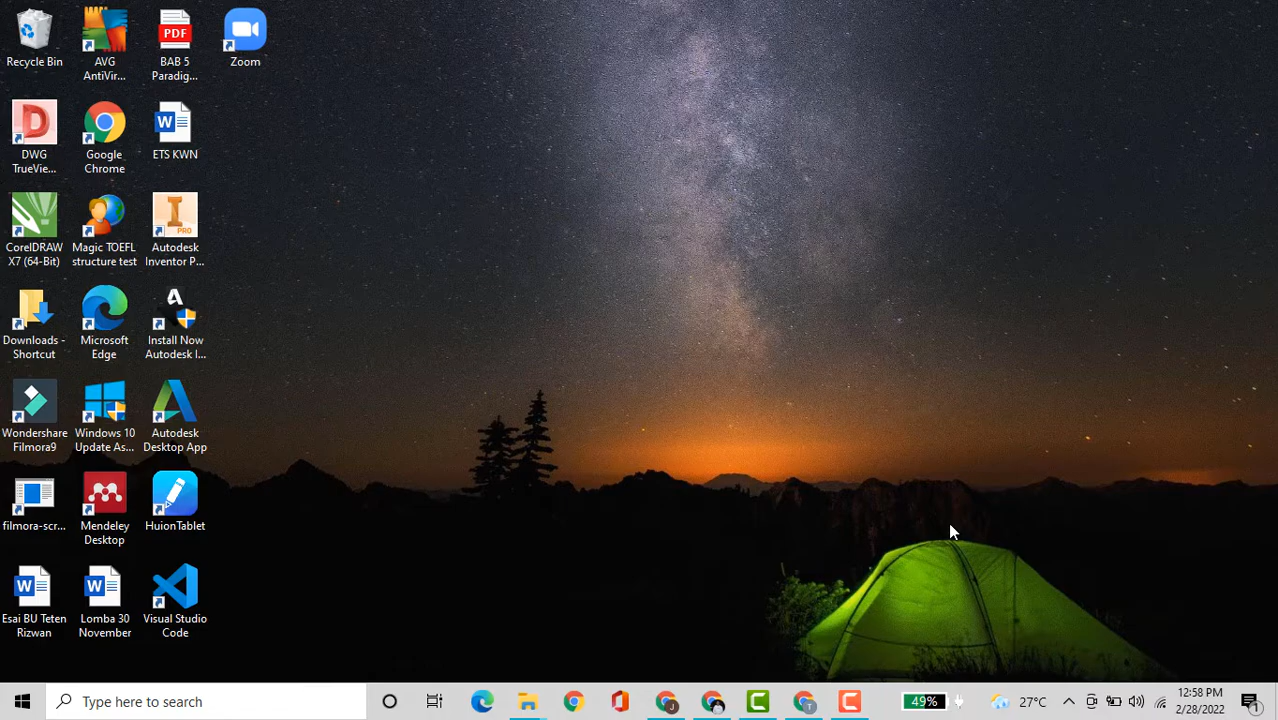 Recycle Bin
AVG
AntiVir...
PDF
BAB 5
Paradig...
Zoom
DWG
TrueVie...
Google
Chrome
ETS KWN
CorelDRAW
X7 (64-Bit)
Magic TOEFL
structure test
PRO
Autodesk
Inventor P...
Downloads -
Shortcut
Microsoft
Edge
Install Now
Autodesk I...
Wondershare
Filmora9
Windows 10
Update As...
Autodesk
Desktop App
filmora-scr...
Mendeley
Desktop
HuionTablet
Esai BU Teten
Rizwan
Lomba 30
November
Visual Studio
Code
Type here to search
J
T
49%
27°C
1:58 PM
2/28/2022
1